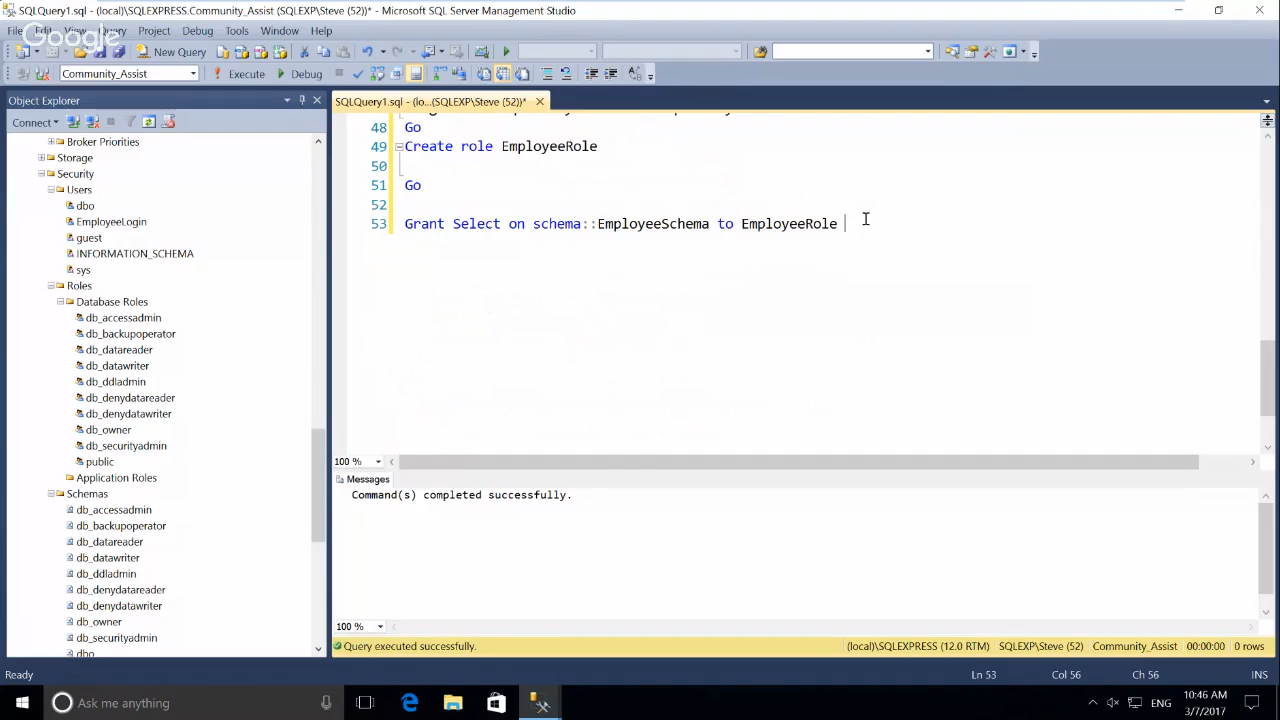 SQLQuery1.sql - (local)\SQLEXPRESS.Community_Assist (SQLEXP\Steve (52))* - Microsoft SQL Server Management Studio
File Edit View Query Project Debug Tools Window Help
Google
New Query
Community_Assist Execute Debug
Object Explorer
Connect
Broker Priorities
Storage
Security
Users
dbo
EmployeeLogin
guest
INFORMATION_SCHEMA
sys
Roles
Database Roles
db_accessadmin
db_backupoperator
db_datareader
db_datawriter
db_ddladmin
db_denydatareader
db_denydatawriter
db_owner
db_securityadmin
public
Application Roles
Schemas
db_accessadmin
db_backupoperator
db_datareader
db_datawriter
db_ddladmin
db_denydatareader
db_denydatawriter
db_owner
db_securityadmin
dbo
SQLQuery1.sql - (lo...(SQLEXP\Steve (52))*
48 Go
49 Create role EmployeeRole
50
51 Go
52
53 Grant Select on schema::EmployeeSchema to EmployeeRole
100 %
Messages
Command(s) completed successfully.
100 %
Query executed successfully. (local)\SQLEXPRESS (12.0 RTM) SQLEXP\Steve (52) Community_Assist 00:00:00 0 rows
Ready Ln 53 Col 56 Ch 56 INS
Ask me anything ENG 10:46 AM
3/7/2017